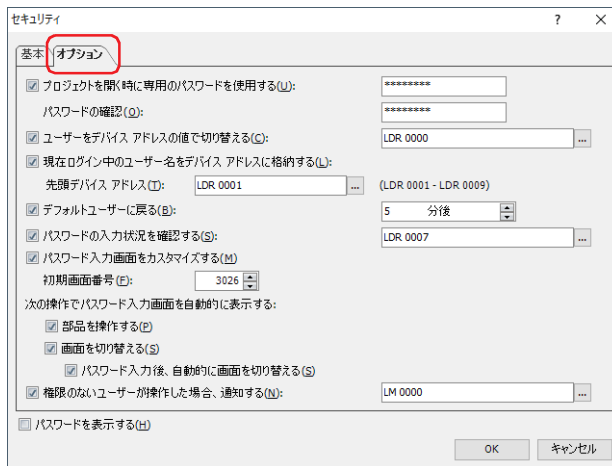 セキュリティ ? ×
基本 オプション
プロジェクトを開く時に専用のパスワードを使用する(U): ********
パスワードの確認(O): ********
ユーザーをデバイス アドレスの値で切り替える(C): LDR 0000 ...
現在ログイン中のユーザー名をデバイス アドレスに格納する(L):
先頭デバイス アドレス(T): LDR 0001 ... (LDR 0001 - LDR 0009)
デフォルトユーザーに戻る(B): 5 分後
パスワードの入力状況を確認する(S): LDR 0007 ...
パスワード入力画面をカスタマイズする(M)
初期画面番号(F): 3026
次の操作でパスワード入力画面を自動的に表示する:
部品を操作する(P)
画面を切り替える(S)
パスワード入力後、自動的に画面を切り替える(S)
権限のないユーザーが操作した場合、通知する(N): LM 0000 ...
パスワードを表示する(H)
OK キャンセル